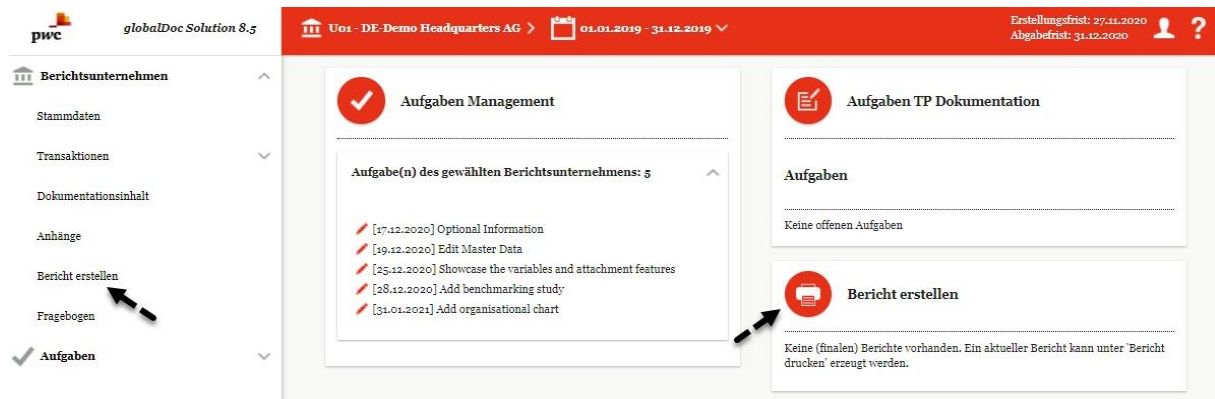 pwc
globalDoc Solution 8.5
U01 - DE-Demo Headquarters AG > 01.01.2019 - 31.12.2019
Erstellungsfrist: 27.11.2020
Abgabefrist: 31.12.2020
?
Berichtsunternehmen
Stammdaten
Transaktionen
Dokumentationsinhalt
Anhänge
Bericht erstellen
Fragebogen
Aufgaben
Aufgaben Management
Aufgabe(n) des gewählten Berichtsunternehmens: 5
[17.12.2020] Optional Information
[19.12.2020] Edit Master Data
[25.12.2020] Showcase the variables and attachment features
[28.12.2020] Add benchmarking study
[31.01.2021] Add organisational chart
Aufgaben TP Dokumentation
Aufgaben
Keine offenen Aufgaben
Bericht erstellen
Keine (finalen) Berichte vorhanden. Ein aktueller Bericht kann unter 'Bericht
drucken' erzeugt werden.